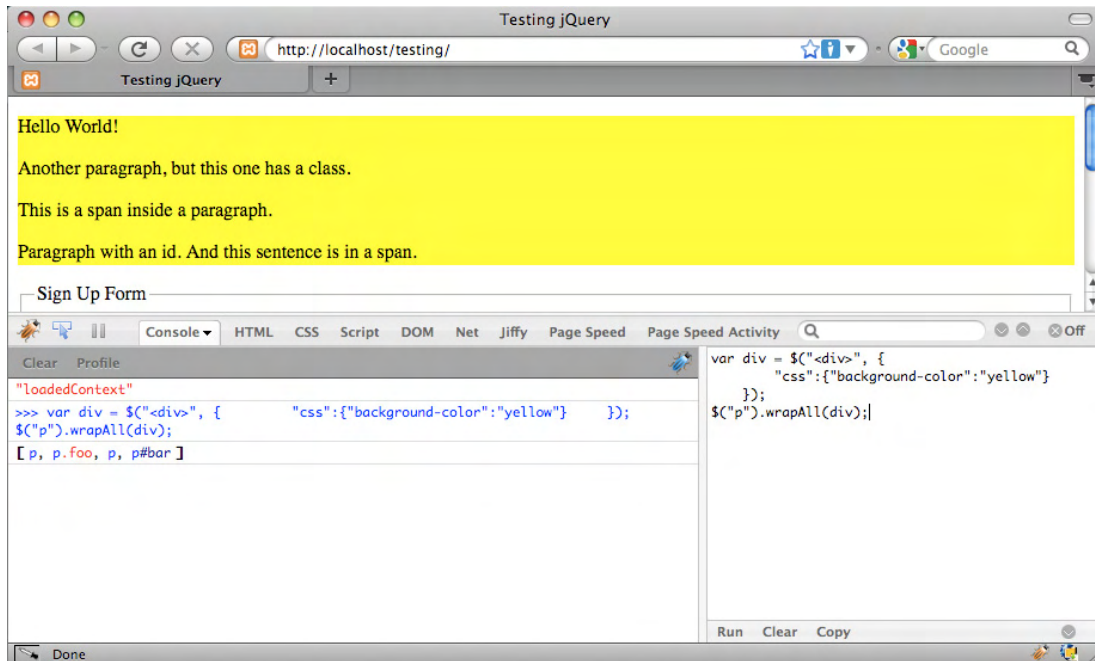 Testing jQuery
http://localhost/testing/
Google
Testing jQuery
+
Hello World!
Another paragraph, but this one has a class.
This is a span inside a paragraph.
Paragraph with an id. And this sentence is in a span.
Sign Up Form
Console HTML CSS Script DOM Net Jiffy Page Speed Page Speed Activity Off
Clear Profile
"loadedContext"
>>> var div = $("<div>", { "css":{"background-color":"yellow"} });
$("p").wrapAll(div);
[ p, p.foo, p, p#bar ]
var div = $("<div>", {
"css":{"background-color":"yellow"}
});
$("p").wrapAll(div);
Run Clear Copy
Done